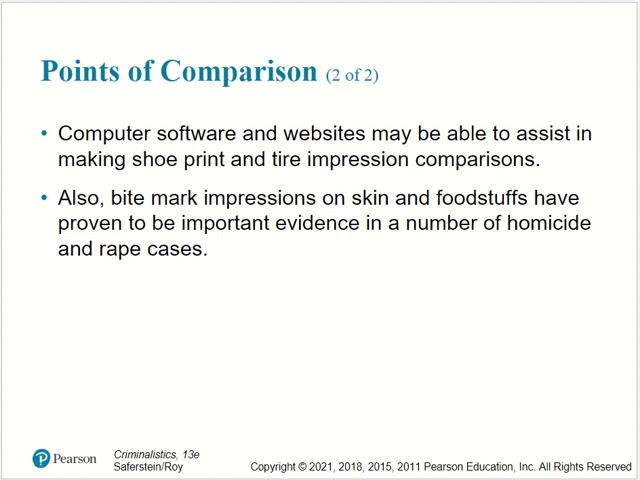 Points of Comparison (2 of 2)
• Computer software and websites may be able to assist in
making shoe print and tire impression comparisons.
• Also, bite mark impressions on skin and foodstuffs have
proven to be important evidence in a number of homicide
and rape cases.
Pearson
Criminalistics, 13e
Saferstein/Roy
Copyright © 2021, 2018, 2015, 2011 Pearson Education, Inc. All Rights Reserved